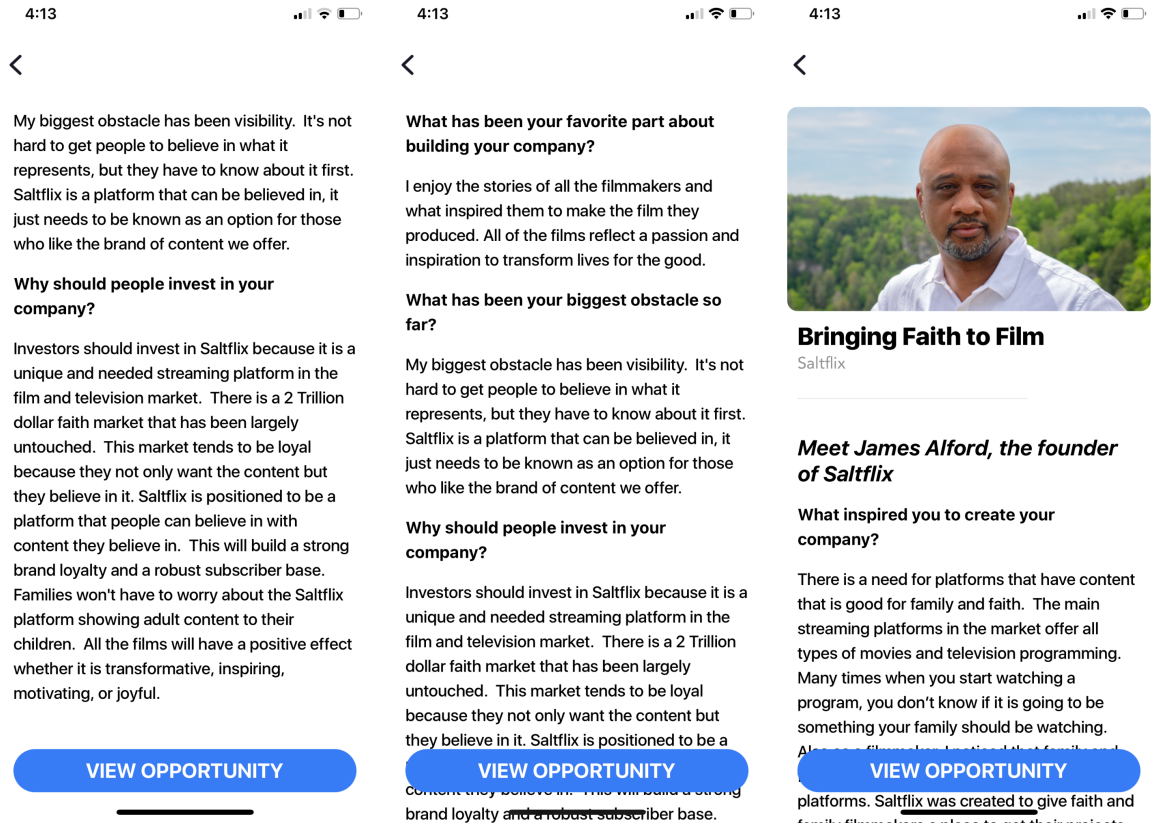 4:13
My biggest obstacle has been visibility.  It's not
hard to get people to believe in what it
represents, but they have to know about it first.
Saltflix is a platform that can be believed in, it
just needs to be known as an option for those
who like the brand of content we offer.
Why should people invest in your
company?
Investors should invest in Saltflix because it is a
unique and needed streaming platform in the
film and television market.  There is a 2 Trillion
dollar faith market that has been largely
untouched.  This market tends to be loyal
because they not only want the content but
they believe in it. Saltflix is positioned to be a
platform that people can believe in with
content they believe in.  This will build a strong
brand loyalty and a robust subscriber base.
Families won't have to worry about the Saltflix
platform showing adult content to their
children.  All the films will have a positive effect
whether it is transformative, inspiring,
motivating, or joyful.
VIEW OPPORTUNITY
4:13
What has been your favorite part about
building your company?
I enjoy the stories of all the filmmakers and
what inspired them to make the film they
produced. All of the films reflect a passion and
inspiration to transform lives for the good.
What has been your biggest obstacle so
far?
My biggest obstacle has been visibility.  It's not
hard to get people to believe in what it
represents, but they have to know about it first.
Saltflix is a platform that can be believed in, it
just needs to be known as an option for those
who like the brand of content we offer.
Why should people invest in your
company?
Investors should invest in Saltflix because it is a
unique and needed streaming platform in the
film and television market.  There is a 2 Trillion
dollar faith market that has been largely
untouched.  This market tends to be loyal
because they not only want the content but
they believe in it. Saltflix is positioned to be a
VIEW OPPORTUNITY
content they believe in.  This will build a strong
brand loyalty and a robust subscriber base.
4:13
Bringing Faith to Film
Saltflix
Meet James Alford, the founder
of Saltflix
What inspired you to create your
company?
There is a need for platforms that have content
that is good for family and faith.  The main
streaming platforms in the market offer all
types of movies and television programming.
Many times when you start watching a
program, you don't know if it is going to be
something your family should be watching.
Also as a filmmaker I noticed that family and
VIEW OPPORTUNITY
platforms. Saltflix was created to give faith and
family filmmakers a place to get their projects